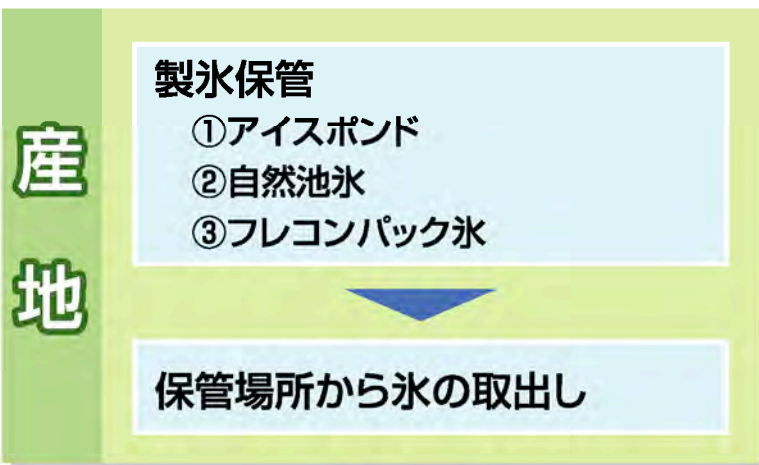 産地
製氷保管
①アイスポンド
②自然池氷
③フレコンパック氷
保管場所から氷の取出し